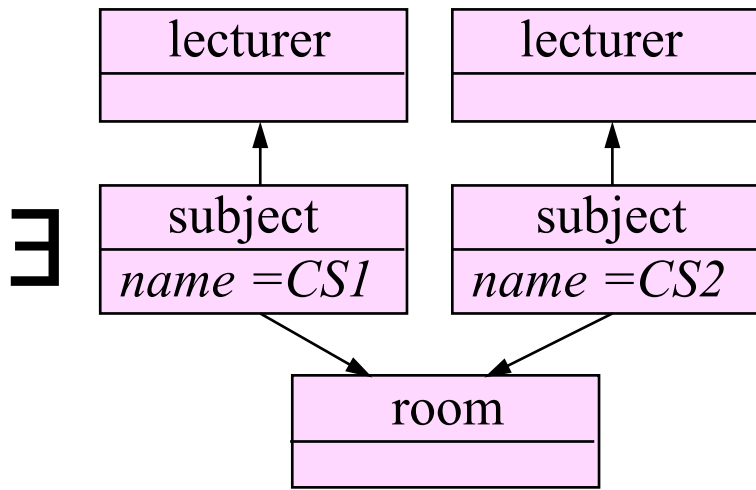 lecturer
lecturer
∃
subject
name =CS1
subject
name =CS2
room